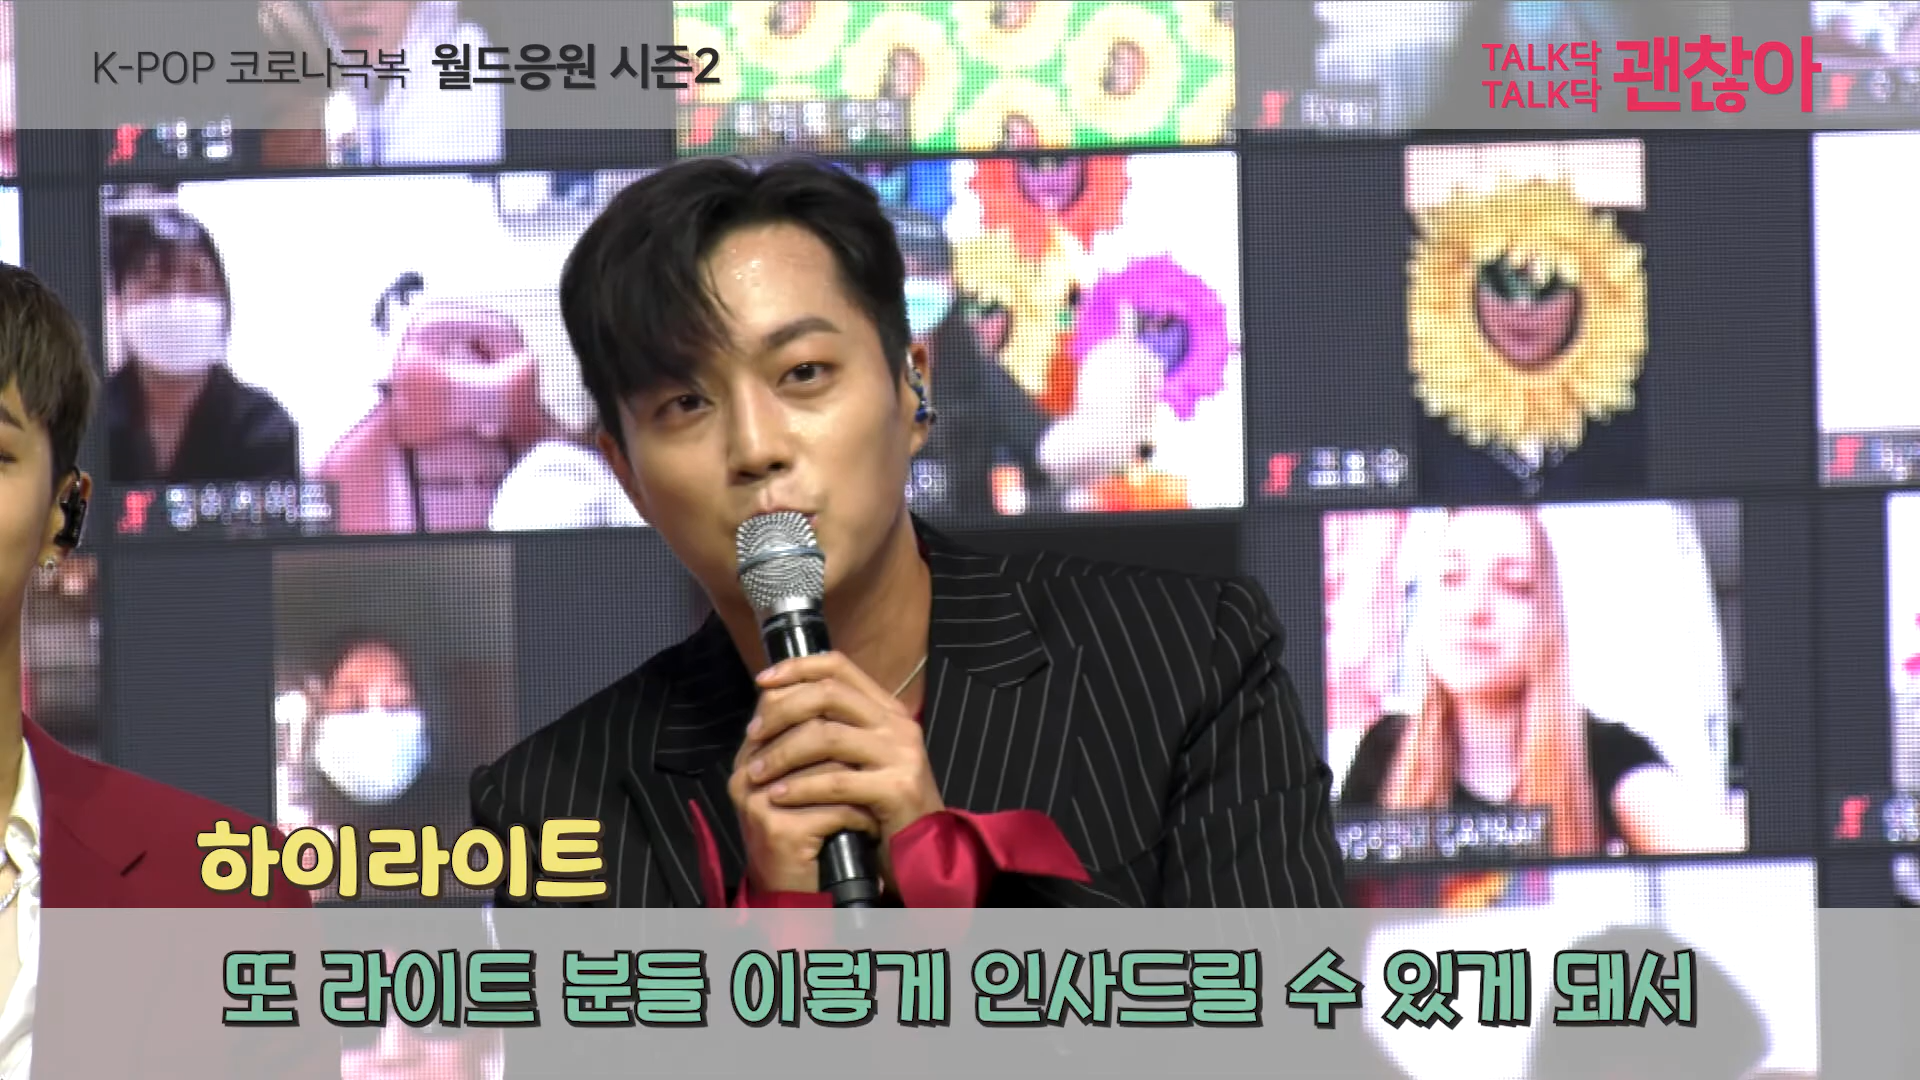 K-POP 코로나극복 월드응원 시즌2
TALK닥
TALK닥
괜찮아
하이라이트
또 라이트 분들 이렇게 인사드릴 수 있게 돼서